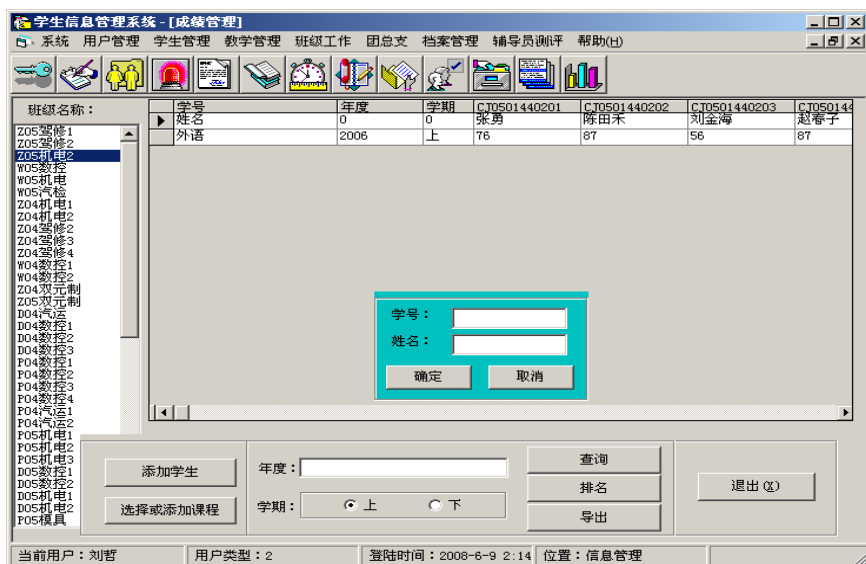 学生信息管理系统 - [成绩管理]
系统 用户管理 学生管理 教学管理 班级工作 团总支 档案管理 辅导员测评 帮助(H)
班级名称：
学号 年度 学期 CJ0501440201 CJ0501440202 CJ0501440203 CJ050144
姓名 0 0 张勇 陈田禾 刘金海 赵春子
外语 2006 上 76 87 56 87
Z05驾修1
Z05驾修2
Z05机电2
W05数控
W05机电
W05汽检
Z04机电1
Z04机电2
Z04驾修2
Z04驾修3
Z04驾修4
W04数控1
W04数控2
Z04双元制
Z05双元制
D04汽运
D04数控1
D04数控2
D04数控3
P04数控1
P04数控2
P04数控3
P04数控4
P04汽运1
P04汽运2
P05机电1
P05机电2
P05机电3
D05数控1
D05数控2
D05机电1
D05机电2
P05模具
学号：
姓名：
确定 取消
添加学生
选择或添加课程
年度：
学期： 上 下
查询
排名
导出
退出(X)
当前用户：刘哲 用户类型：2 登陆时间：2008-6-9 2:14 位置：信息管理